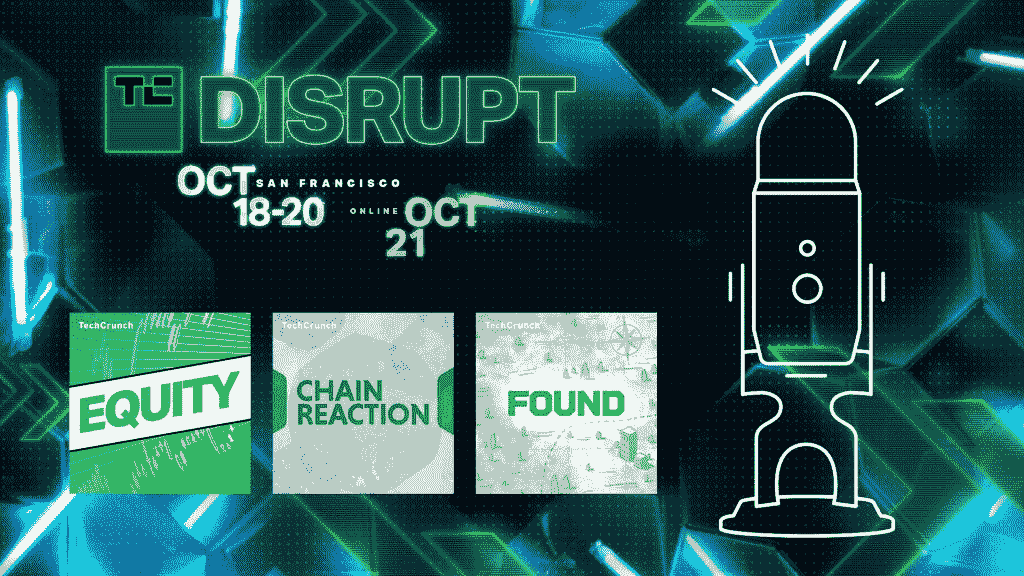 TC DISRUPT
OCT SAN FRANCISCO
18-20 ONLINE OCT
21
TechCrunch
EQUITY
TechCrunch
CHAIN
REACTION
TechCrunch
FOUND